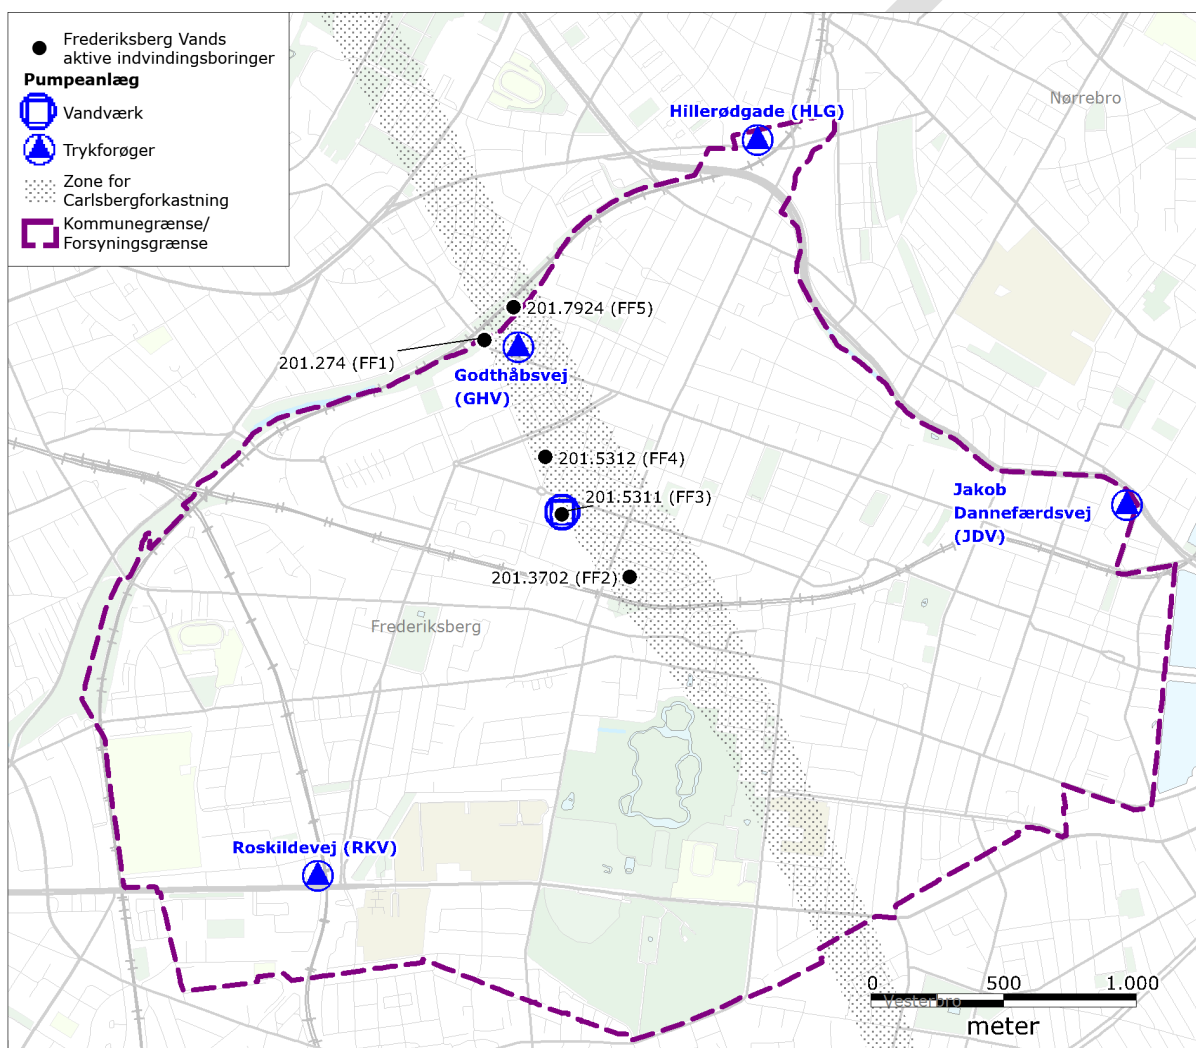 Frederiksberg Vands
aktive indvindingsboringer
Pumpeanlæg
Vandværk
Trykforøger
Zone for
Carlsbergforkastning
Kommunegrænse/
Forsyningsgrænse
Hillerødgade (HLG)
Nørrebro
201.7924 (FF5)
201.274 (FF1)
Godthåbsvej
(GHV)
201.5312 (FF4)
201.5311 (FF3)
Jakob
Dannefærdsvej
(JDV)
201.3702 (FF2)
Frederiksberg
Roskildevej (RKV)
0 500 1.000
Vesterbro
meter